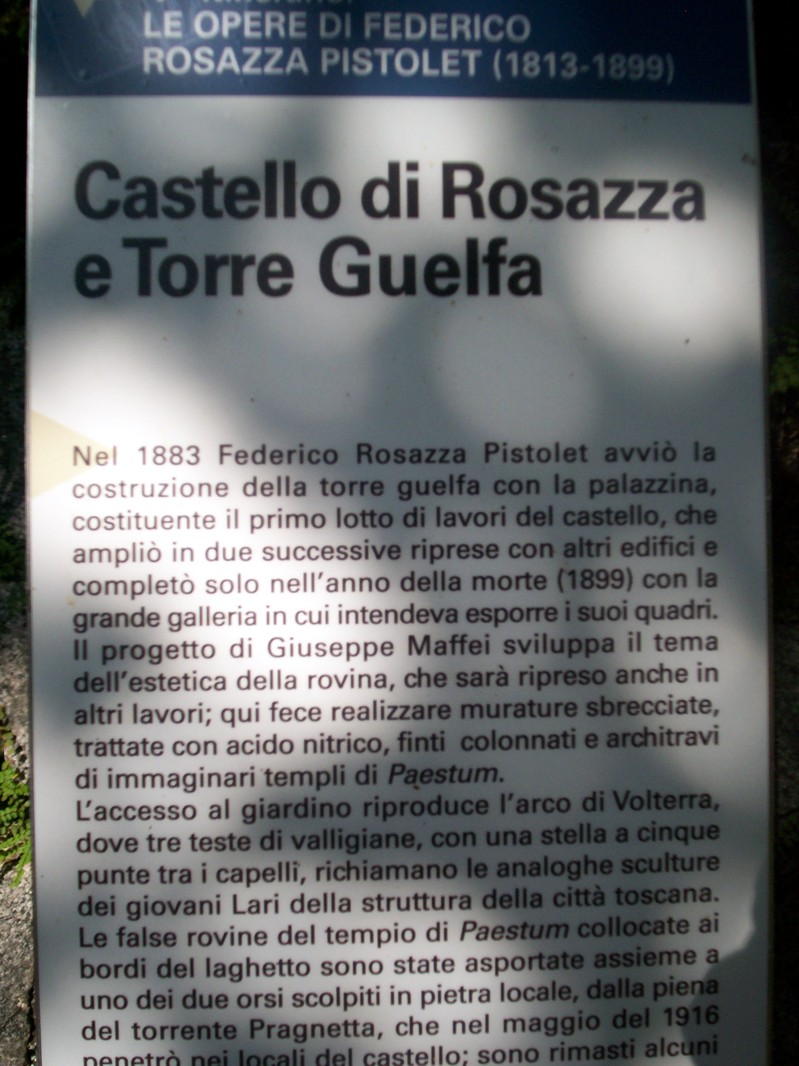 LE OPERE DI FEDERICO
ROSAZZA PISTOLET (1813-1899)
Castello di Rosazza
e Torre Guelfa
Nel 1883 Federico Rosazza Pistolet avviò la
costruzione della torre guelfa con la palazzina,
costituente il primo lotto di lavori del castello, che
ampliò in due successive riprese con altri edifici e
completò solo nell'anno della morte (1899) con la
grande galleria in cui intendeva esporre i suoi quadri.
Il progetto di Giuseppe Maffei sviluppa il tema
dell'estetica della rovina, che sarà ripreso anche in
altri lavori; qui fece realizzare murature sbrecciate,
trattate con acido nitrico, finti colonnati e architravi
di immaginari templi di Paestum.
L'accesso al giardino riproduce l'arco di Volterra,
dove tre teste di valligiane, con una stella a cinque
punte tra i capelli, richiamano le analoghe sculture
dei giovani Lari della struttura della città toscana.
Le false rovine del tempio di Paestum collocate ai
bordi del laghetto sono state asportate assieme a
uno dei due orsi scolpiti in pietra locale, dalla piena
del torrente Pragnetta, che nel maggio del 1916
penetrò nei locali del castello; sono rimasti alcuni